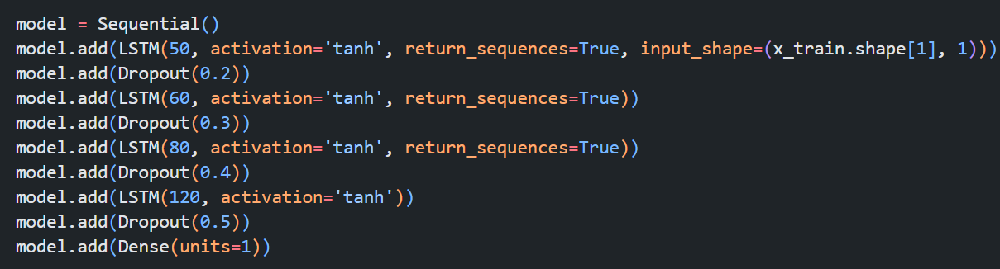 model = Sequential()
model.add(LSTM(50, activation='tanh', return_sequences=True, input_shape=(x_train.shape[1], 1)))
model.add(Dropout(0.2))
model.add(LSTM(60, activation='tanh', return_sequences=True))
model.add(Dropout(0.3))
model.add(LSTM(80, activation='tanh', return_sequences=True))
model.add(Dropout(0.4))
model.add(LSTM(120, activation='tanh'))
model.add(Dropout(0.5))
model.add(Dense(units=1))